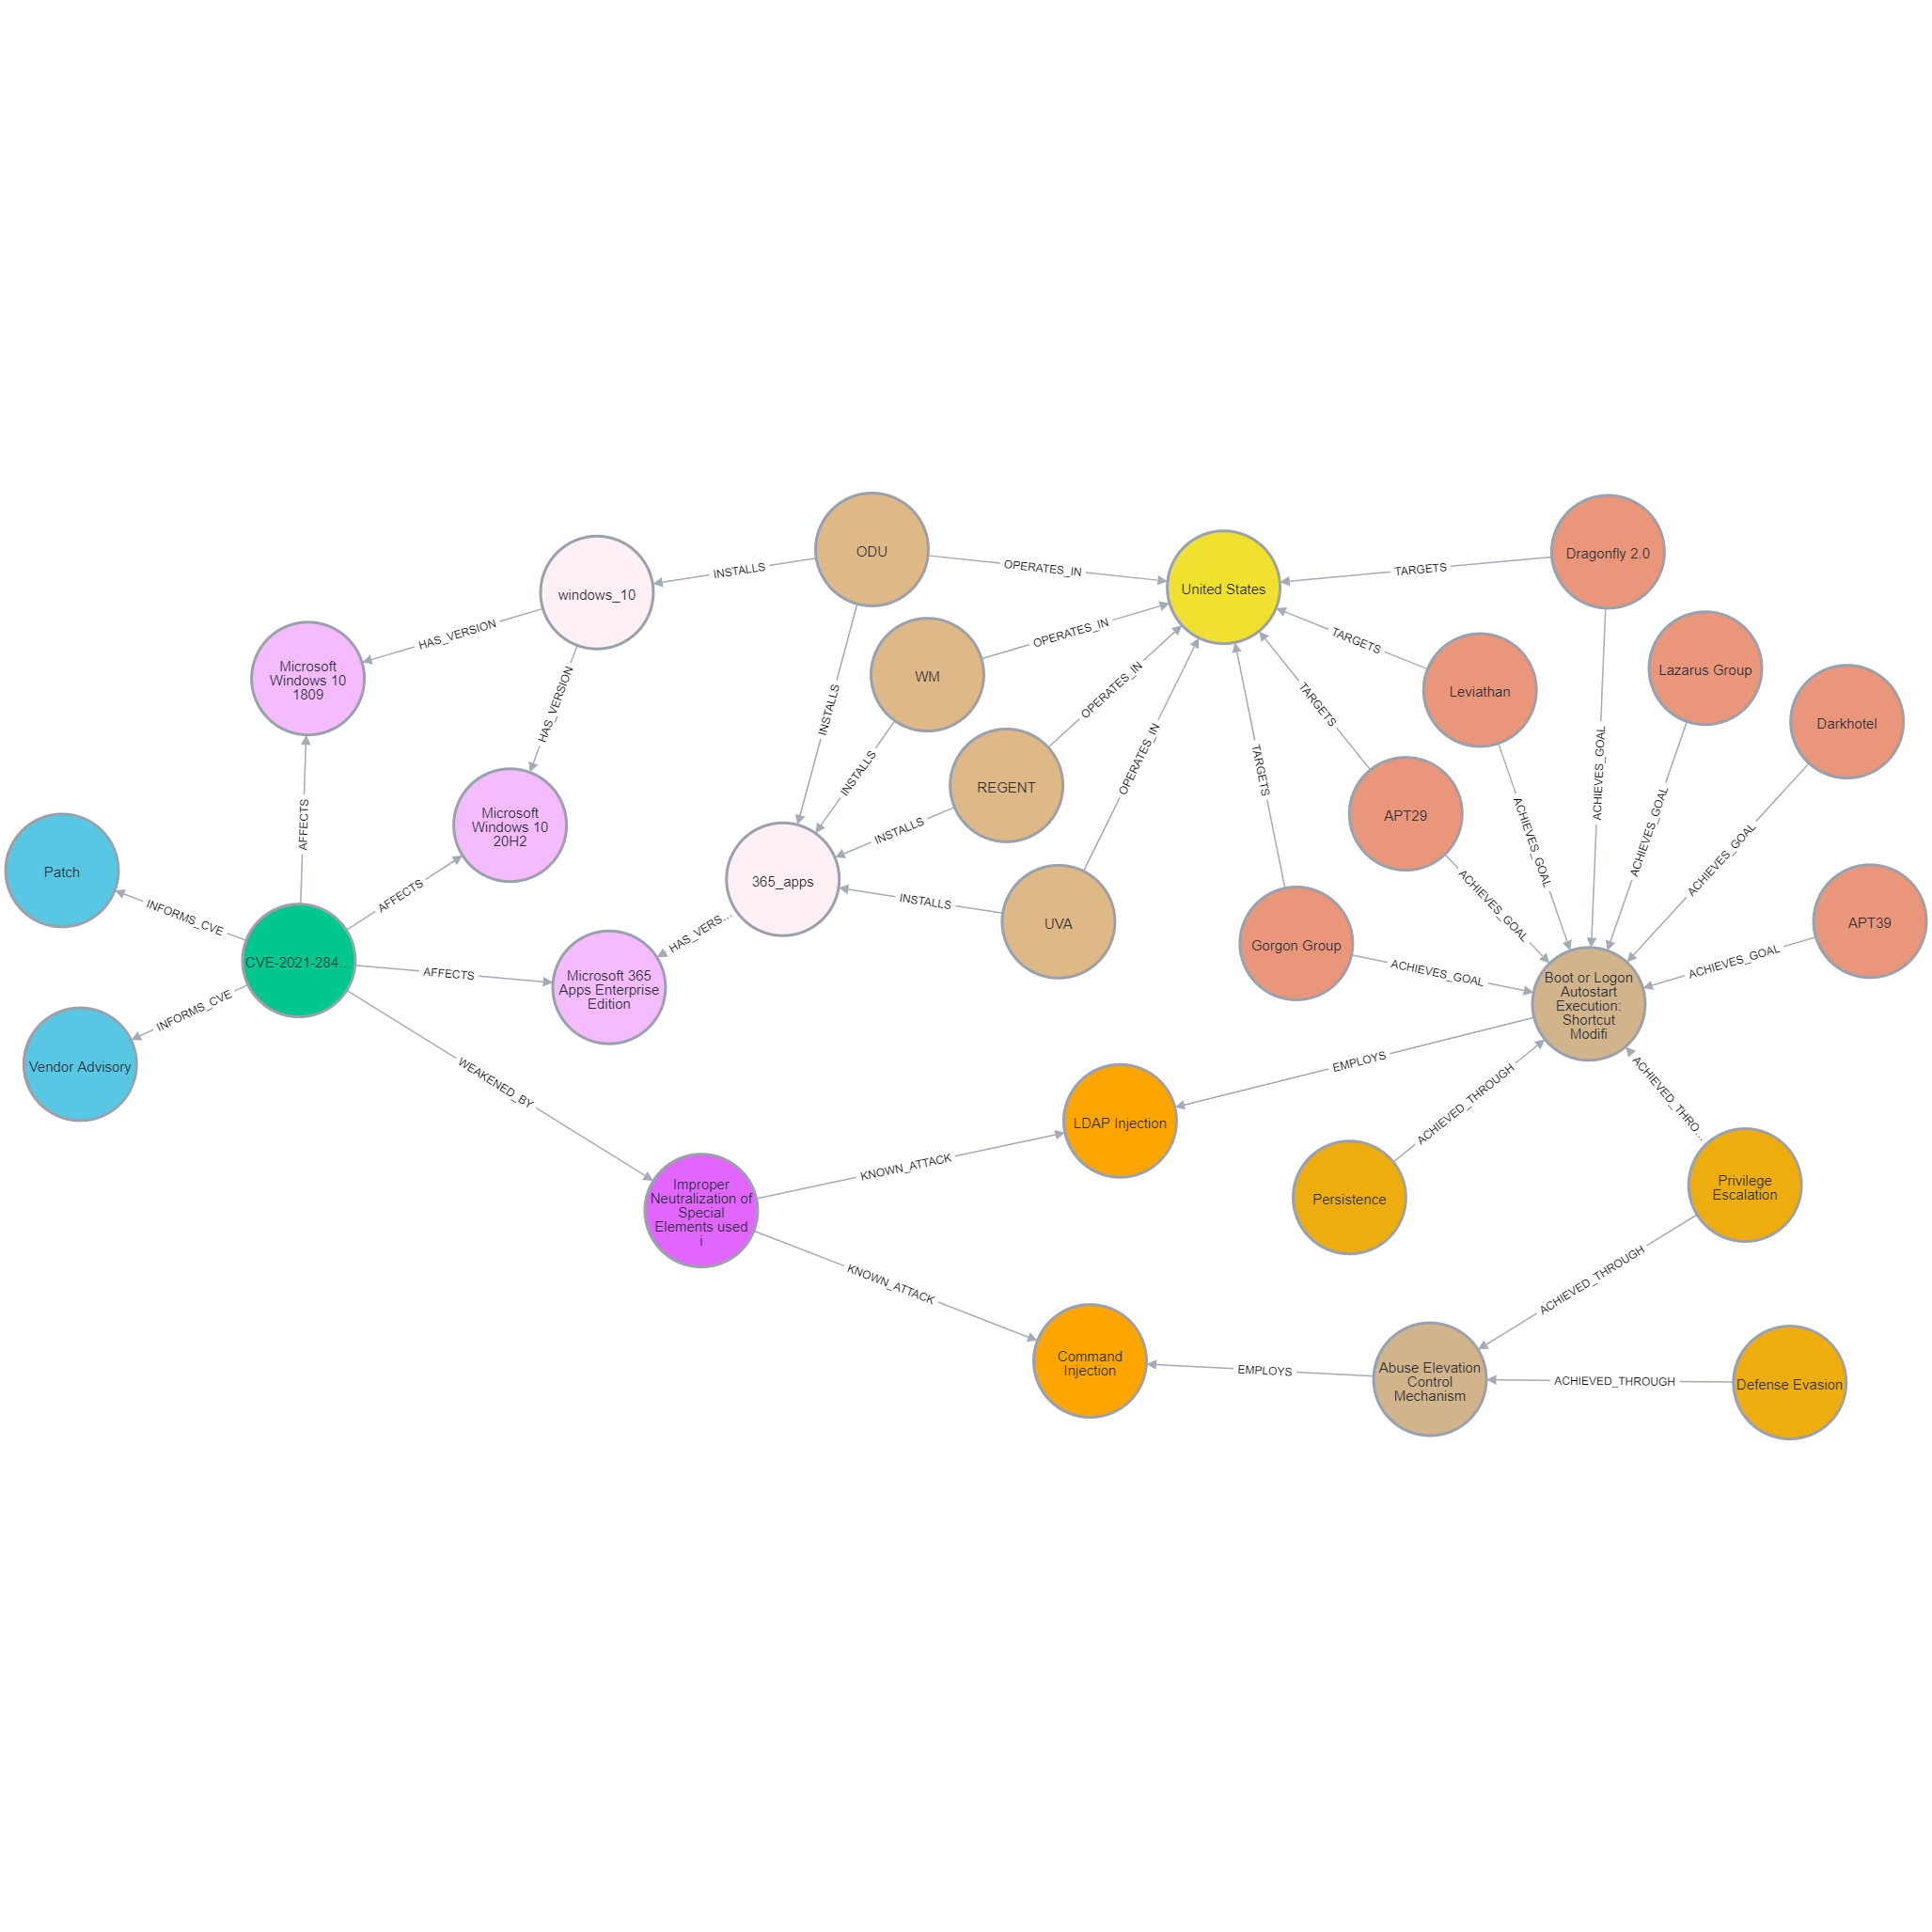 ODU
United States
Dragonfly 2.0
windows_10
INSTALLS
OPERATES_IN
TARGETS
HAS_VERSION
Microsoft
Windows 10
1809
HAS_VERSION
WM
OPERATES_IN
INSTALLS
OPERATES_IN
TARGETS
Leviathan
Lazarus Group
Darkhotel
INSTALLS
REGENT
OPERATES_IN
TARGETS
TARGETS
APT29
ACHIEVES_GOAL
ACHIEVES_GOAL
ACHIEVES_GOAL
ACHIEVES_GOAL
Microsoft
Windows 10
20H2
AFFECTS
INSTALLS
365_apps
INSTALLS
UVA
Patch
INFORMS_CVE
AFFECTS
HAS_VERS...
Gorgon Group
ACHIEVES_GOAL
APT39
ACHIEVES_GOAL
CVE-2021-284...
AFFECTS
Microsoft 365
Apps Enterprise
Edition
ACHIEVES_GOAL
Boot or Logon
Autostart
Execution:
Shortcut
Modifi
INFORMS_CVE
Vendor Advisory
WEAKENED_BY
EMPLOYS
LDAP Injection
ACHIEVED_THROUGH
ACHIEVED_THRO...
KNOWN_ATTACK
Improper
Neutralization of
Special
Elements used
i
Persistence
Privilege
Escalation
KNOWN_ATTACK
ACHIEVED_THROUGH
Command
Injection
EMPLOYS
Abuse Elevation
Control
Mechanism
ACHIEVED_THROUGH
Defense Evasion